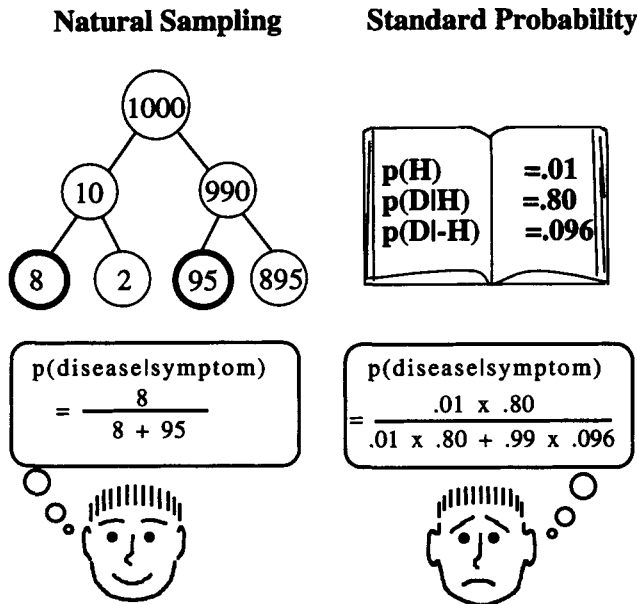 Natural Sampling
Standard Probability
1000
10
990
8
2
95
895
p(H) =.01
p(D|H) =.80
p(D|-H) =.096
p(disease|symptom)
= 8
8 + 95
p(disease|symptom)
= .01 x .80
.01 x .80 + .99 x .096